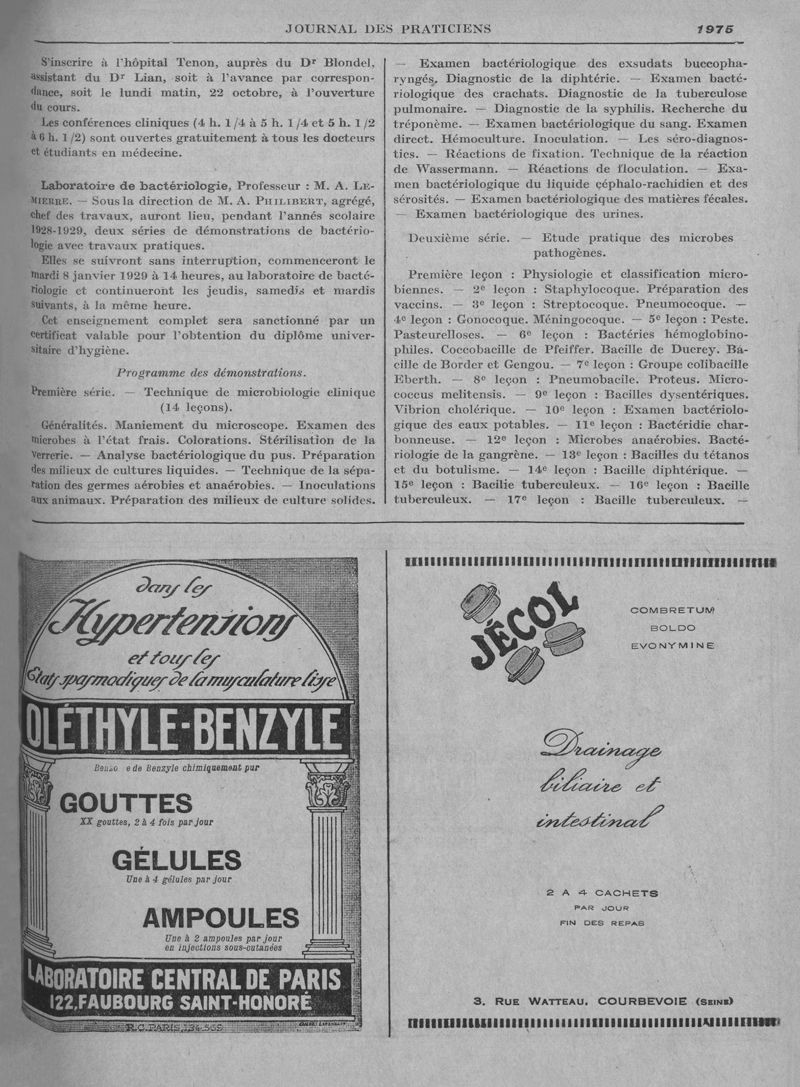 JOURNAL DES PRATICIENS
1975
S'inscrire à l'hôpital Tenon, auprès du Dr Blondel,
assistant du Dr Lian, soit à l'avance par correspon-
dance, soit le lundi matin, 22 octobre, à l'ouverture
du cours.
Les conférences cliniques (4 h. 1/4 à 5 h. 1/4 et 5 h. 1/2
à 6 h. 1/2) sont ouvertes gratuitement à tous les docteurs
et étudiants en médecine.
Laboratoire de bactériologie, Professeur : M. A. LE-
MIERRE. — Sous la direction de M. A. PHILIBERT, agrégé,
chef des travaux, auront lieu, pendant l'annés scolaire
1928-1929, deux séries de démonstrations de bactério-
logie avec travaux pratiques.
Elles se suivront sans interruption, commenceront le
mardi 8 janvier 1929 à 14 heures, au laboratoire de bacté-
riologie et continueront les jeudis, samedis et mardis
suivants, à la même heure.
Cet enseignement complet sera sanctionné par un
certificat valable pour l'obtention du diplôme univer-
sitaire d'hygiène.
Programme des démonstrations.
Première série. — Technique de microbiologie clinique
(14 leçons).
Généralités. Maniement du microscope. Examen des
microbes à l'état frais. Colorations. Stérilisation de la
verrerie. — Analyse bactériologique du pus. Préparation
des milieux de cultures liquides. — Technique de la sépa-
ration des germes aérobies et anaérobies. — Inoculations
aux animaux. Préparation des milieux de culture solides.
— Examen bactériologique des exsudats buccopha-
ryngés. Diagnostic de la diphtérie. — Examen bacté-
riologique des crachats. Diagnostic de la tuberculose
pulmonaire. — Diagnostic de la syphilis. Recherche du
tréponème. — Examen bactériologique du sang. Examen
direct. Hémoculture. Inoculation. — Les séro-diagnos-
tics. — Réactions de fixation. Technique de la réaction
de Wassermann. — Réactions de floculation. — Exa-
men bactériologique du liquide çéphalo-rachidien et des
sérosités. — Examen bactériologique des matières fécales.
— Examen bactériologique des urines.
Deuxième série. — Etude pratique des microbes
pathogènes.
Première leçon : Physiologie et classification micro-
biennes. — 2e leçon : Staphylocoque. Préparation des
vaccins. — 3e leçon : Streptocoque. Pneumocoque. —
4e leçon : Gonocoque. Méningocoque. — 5e leçon : Peste.
Pasteurelloses. — 6e leçon : Bactéries hémoglobino-
philes. Coccobacille de Pfeiffer. Bacille de Ducrey. Ba-
cille de Border et Gengou. — 7e leçon : Groupe colibacille
Eberth. — 8e leçon : Pneumobacile. Proteus. Micro-
coccus melitensis. — 9e leçon : Bacilles dysentériques.
Vibrion cholérique. — 10e leçon : Examen bactériolo-
gique des eaux potables. — 11e leçon : Bactéridie char-
bonneuse. — 12e leçon : Microbes anaérobies. Bacté-
riologie de la gangrène. — 13e leçon : Bacilles du tétanos
et du botulisme. — 14e leçon : Bacille diphtérique. —
15e leçon : Bacilie tuberculeux. — 16e leçon : Bacille
tuberculeux. — 17e leçon : Bacille tuberculeux. —
dans les
Hypertensions
et tous les
États spasmodiques de la musculature lisse
OLÉTHYLE-BENZYLE
Benzo e de Benzyle chimiquement pur
GOUTTES
XX gouttes, 2 à 4 fois par jour
GÉLULES
Une à 4 gélules par jour
AMPOULES
Une à 2 ampoules par jour
en injections sous-cutanées
LABORATOIRE CENTRAL DE PARIS
122, FAUBOURG SAINT-HONORÉ
R.C. PARIS, 134.565
JÉCOL
COMBRETUM
BOLDO
EVONYMINE
Drainage
biliaire et
intestinal
2 A 4 CACHETS
PAR JOUR
FIN DES REPAS
3. RUE WATTEAU. COURBEVOIE (SEINE)